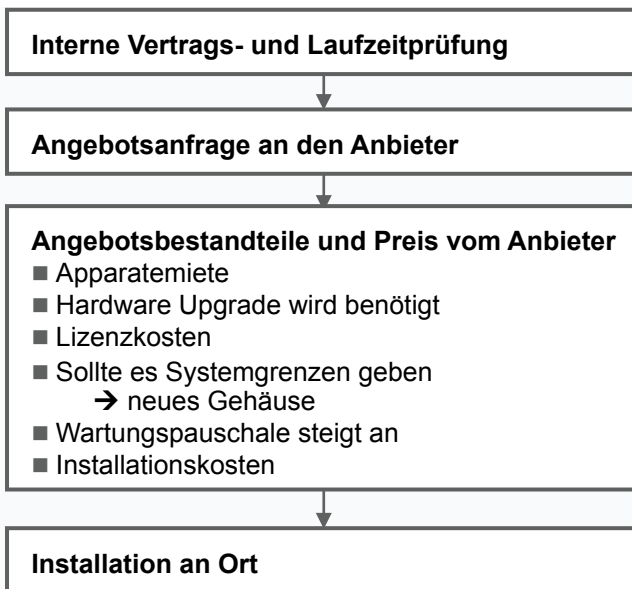 Interne Vertrags- und Laufzeitprüfung
Angebotsanfrage an den Anbieter
Angebotsbestandteile und Preis vom Anbieter
■ Apparatemiete
■ Hardware Upgrade wird benötigt
■ Lizenzkosten
■ Sollte es Systemgrenzen geben
➔ neues Gehäuse
■ Wartungspauschale steigt an
■ Installationskosten
Installation an Ort